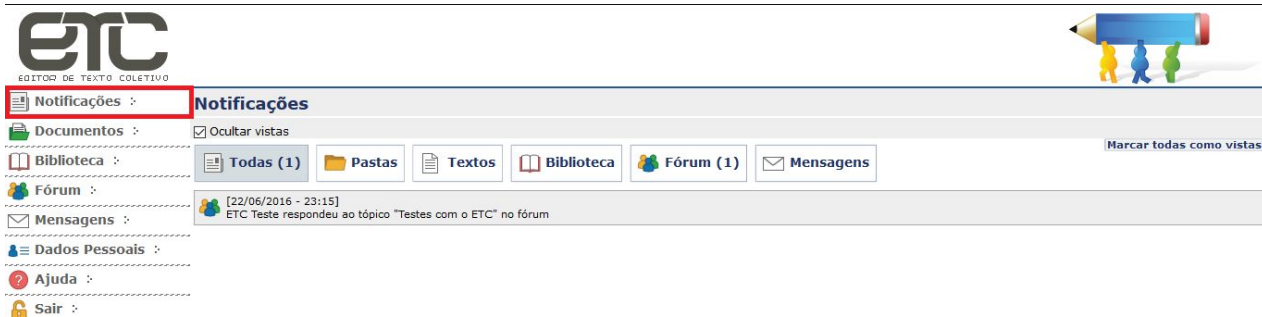 ETC
EDITOR DE TEXTO COLETIVO
Notificações
Documentos
Biblioteca
Fórum
Mensagens
Dados Pessoais
Ajuda
Sair
Notificações
Ocultar vistas
Marcar todas como vistas
Todas (1) Pastas Textos Biblioteca Fórum (1) Mensagens
[22/06/2016 - 23:15]
ETC Teste respondeu ao tópico "Testes com o ETC" no fórum